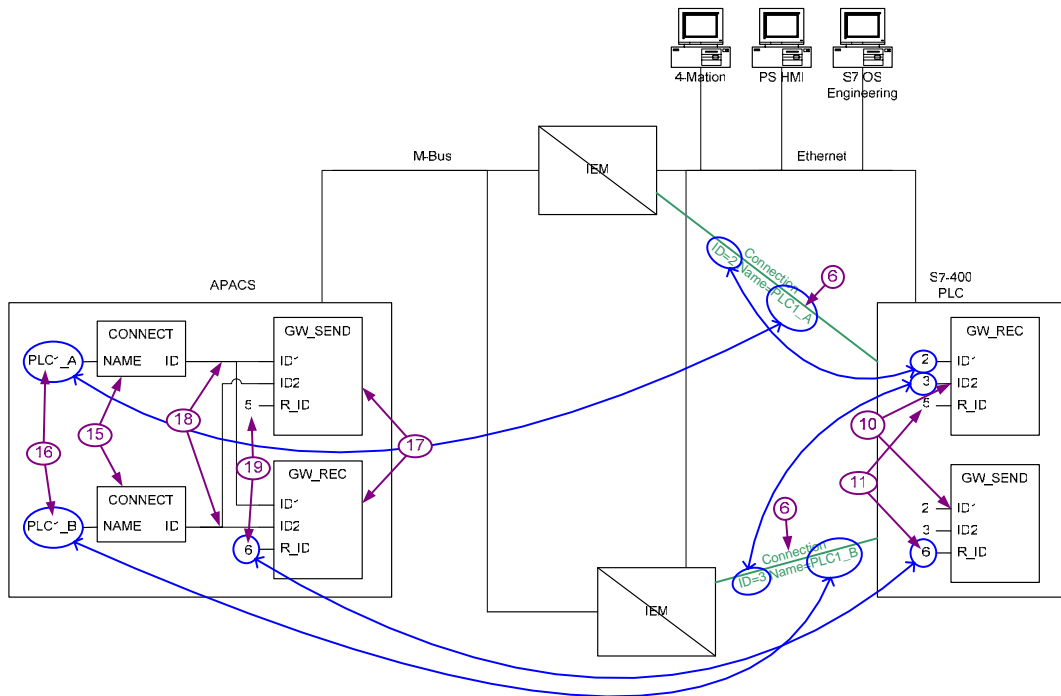 4-Mation
PS HMI
S7 OS
Engineering
M-Bus
IEM
Ethernet
Connection
ID=2 Name=PLC1_A
6
APACS
S7-400
PLC
CONNECT
NAME
ID
PLC1_A
GW_SEND
ID1
ID2
5
R_ID
GW_REC
2
ID1
3
ID2
5
R_ID
18
15
16
19
17
10
11
CONNECT
NAME
ID
PLC1_B
GW_REC
ID1
ID2
6
R_ID
6
Connection
ID=3 Name=PLC1_B
GW_SEND
2
ID1
3
ID2
6
R_ID
IEM